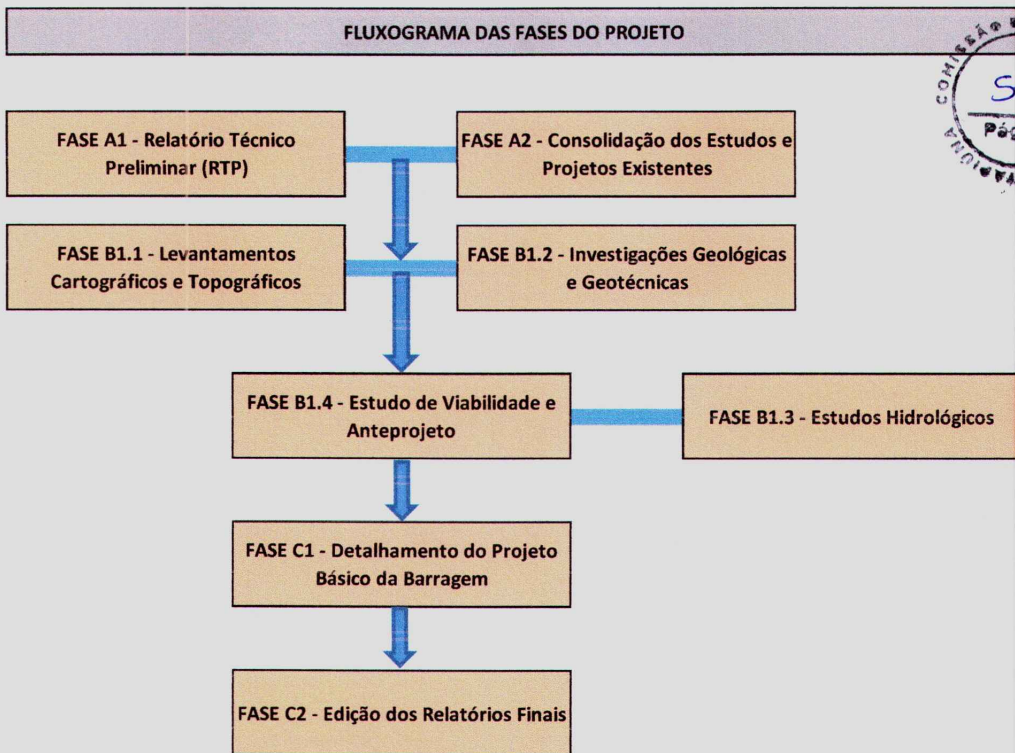 FLUXOGRAMA DAS FASES DO PROJETO
FASE A1 - Relatório Técnico
Preliminar (RTP)
FASE A2 - Consolidação dos Estudos e
Projetos Existentes
FASE B1.1 - Levantamentos
Cartográficos e Topográficos
FASE B1.2 - Investigações Geológicas
e Geotécnicas
FASE B1.4 - Estudo de Viabilidade e
Anteprojeto
FASE B1.3 - Estudos Hidrológicos
FASE C1 - Detalhamento do Projeto
Básico da Barragem
FASE C2 - Edição dos Relatórios Finais